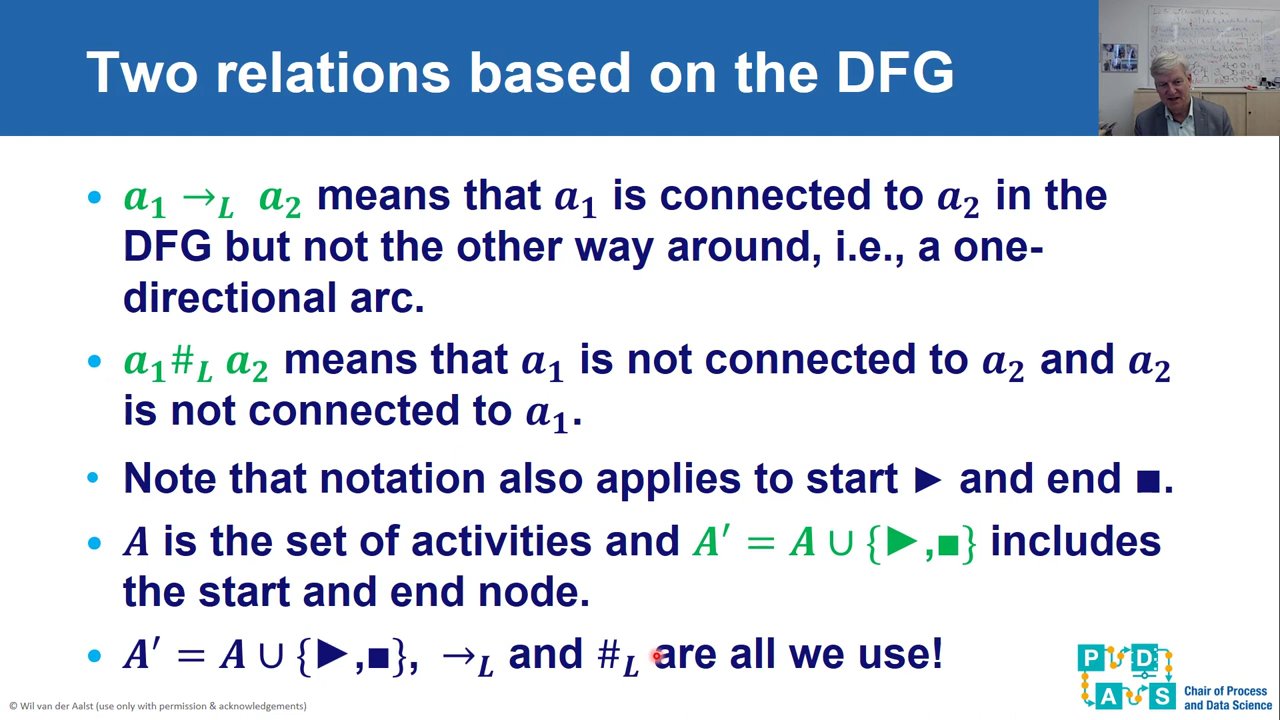 Two relations based on the DFG
• a₁ →L a₂ means that a₁ is connected to a₂ in the
DFG but not the other way around, i.e., a one-
directional arc.
• a₁#L a₂ means that a₁ is not connected to a₂ and a₂
is not connected to a₁.
• Note that notation also applies to start ► and end ■.
• A is the set of activities and A′ = A ∪ {►,■} includes
the start and end node.
• A′ = A ∪ {►,■}, →L and #L are all we use!
P D
A S
Chair of Process
and Data Science
© Wil van der Aalst (use only with permission & acknowledgements)